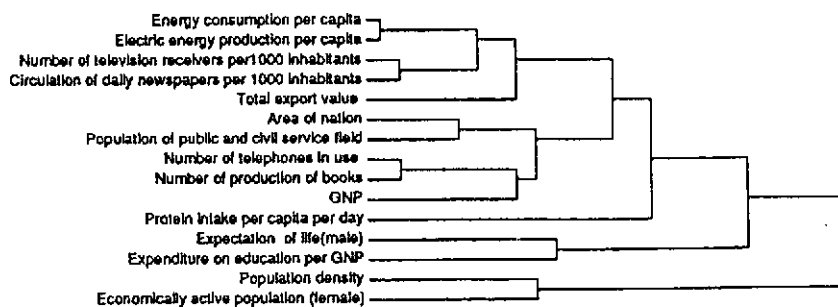 Energy consumption per capita
Electric energy production per capita
Number of television receivers per1000 inhabitants
Circulation of daily newspapers per 1000 inhabitants
Total export value
Area of nation
Population of public and civil service field
Number of telephones in use
Number of production of books
GNP
Protein intake per capita per day
Expectation of life(male)
Expenditure on education per GNP
Population density
Economically active population (female)